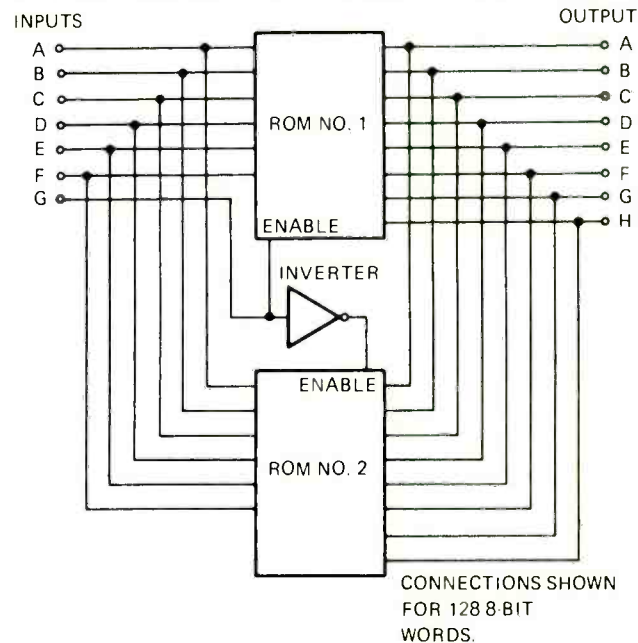 INPUTS
OUTPUT
A
B
C
D
E
F
G
ROM NO. 1
ENABLE
A
B
C
D
E
F
G
H
INVERTER
ENABLE
ROM NO. 2
CONNECTIONS SHOWN
FOR 128 8-BIT
WORDS.